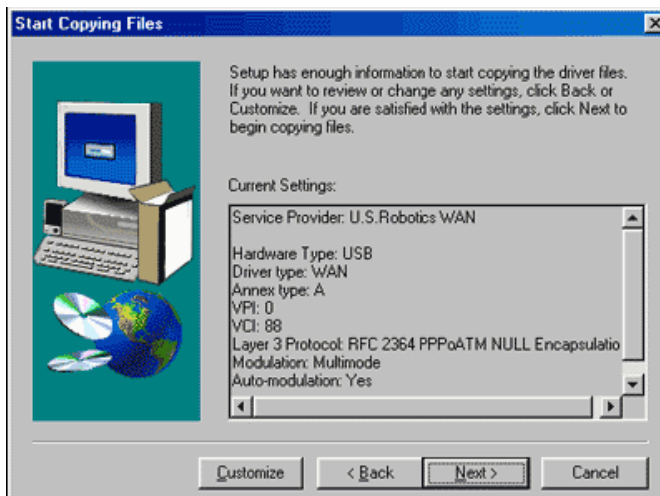 Start Copying Files
Setup has enough information to start copying the driver files.
If you want to review or change any settings, click Back or
Customize. If you are satisfied with the settings, click Next to
begin copying files.
Current Settings:
Service Provider: U.S.Robotics WAN
Hardware Type: USB
Driver type: WAN
Annex type: A
VPI: 0
VCI: 88
Layer 3 Protocol: RFC 2364 PPPoATM NULL Encapsulatio
Modulation: Multimode
Auto-modulation: Yes
Customize
< Back
Next >
Cancel